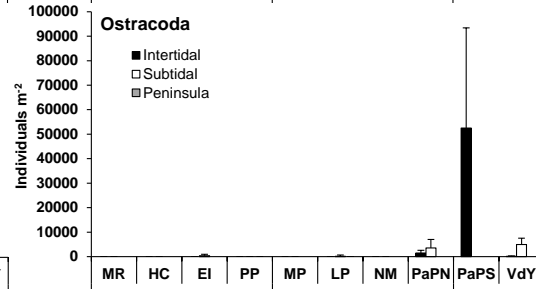 Ostracoda
Intertidal
Subtidal
Peninsula
Individuals m-2
100000
90000
80000
70000
60000
50000
40000
30000
20000
10000
0
MR HC EI PP MP LP NM PaPN PaPS VdY